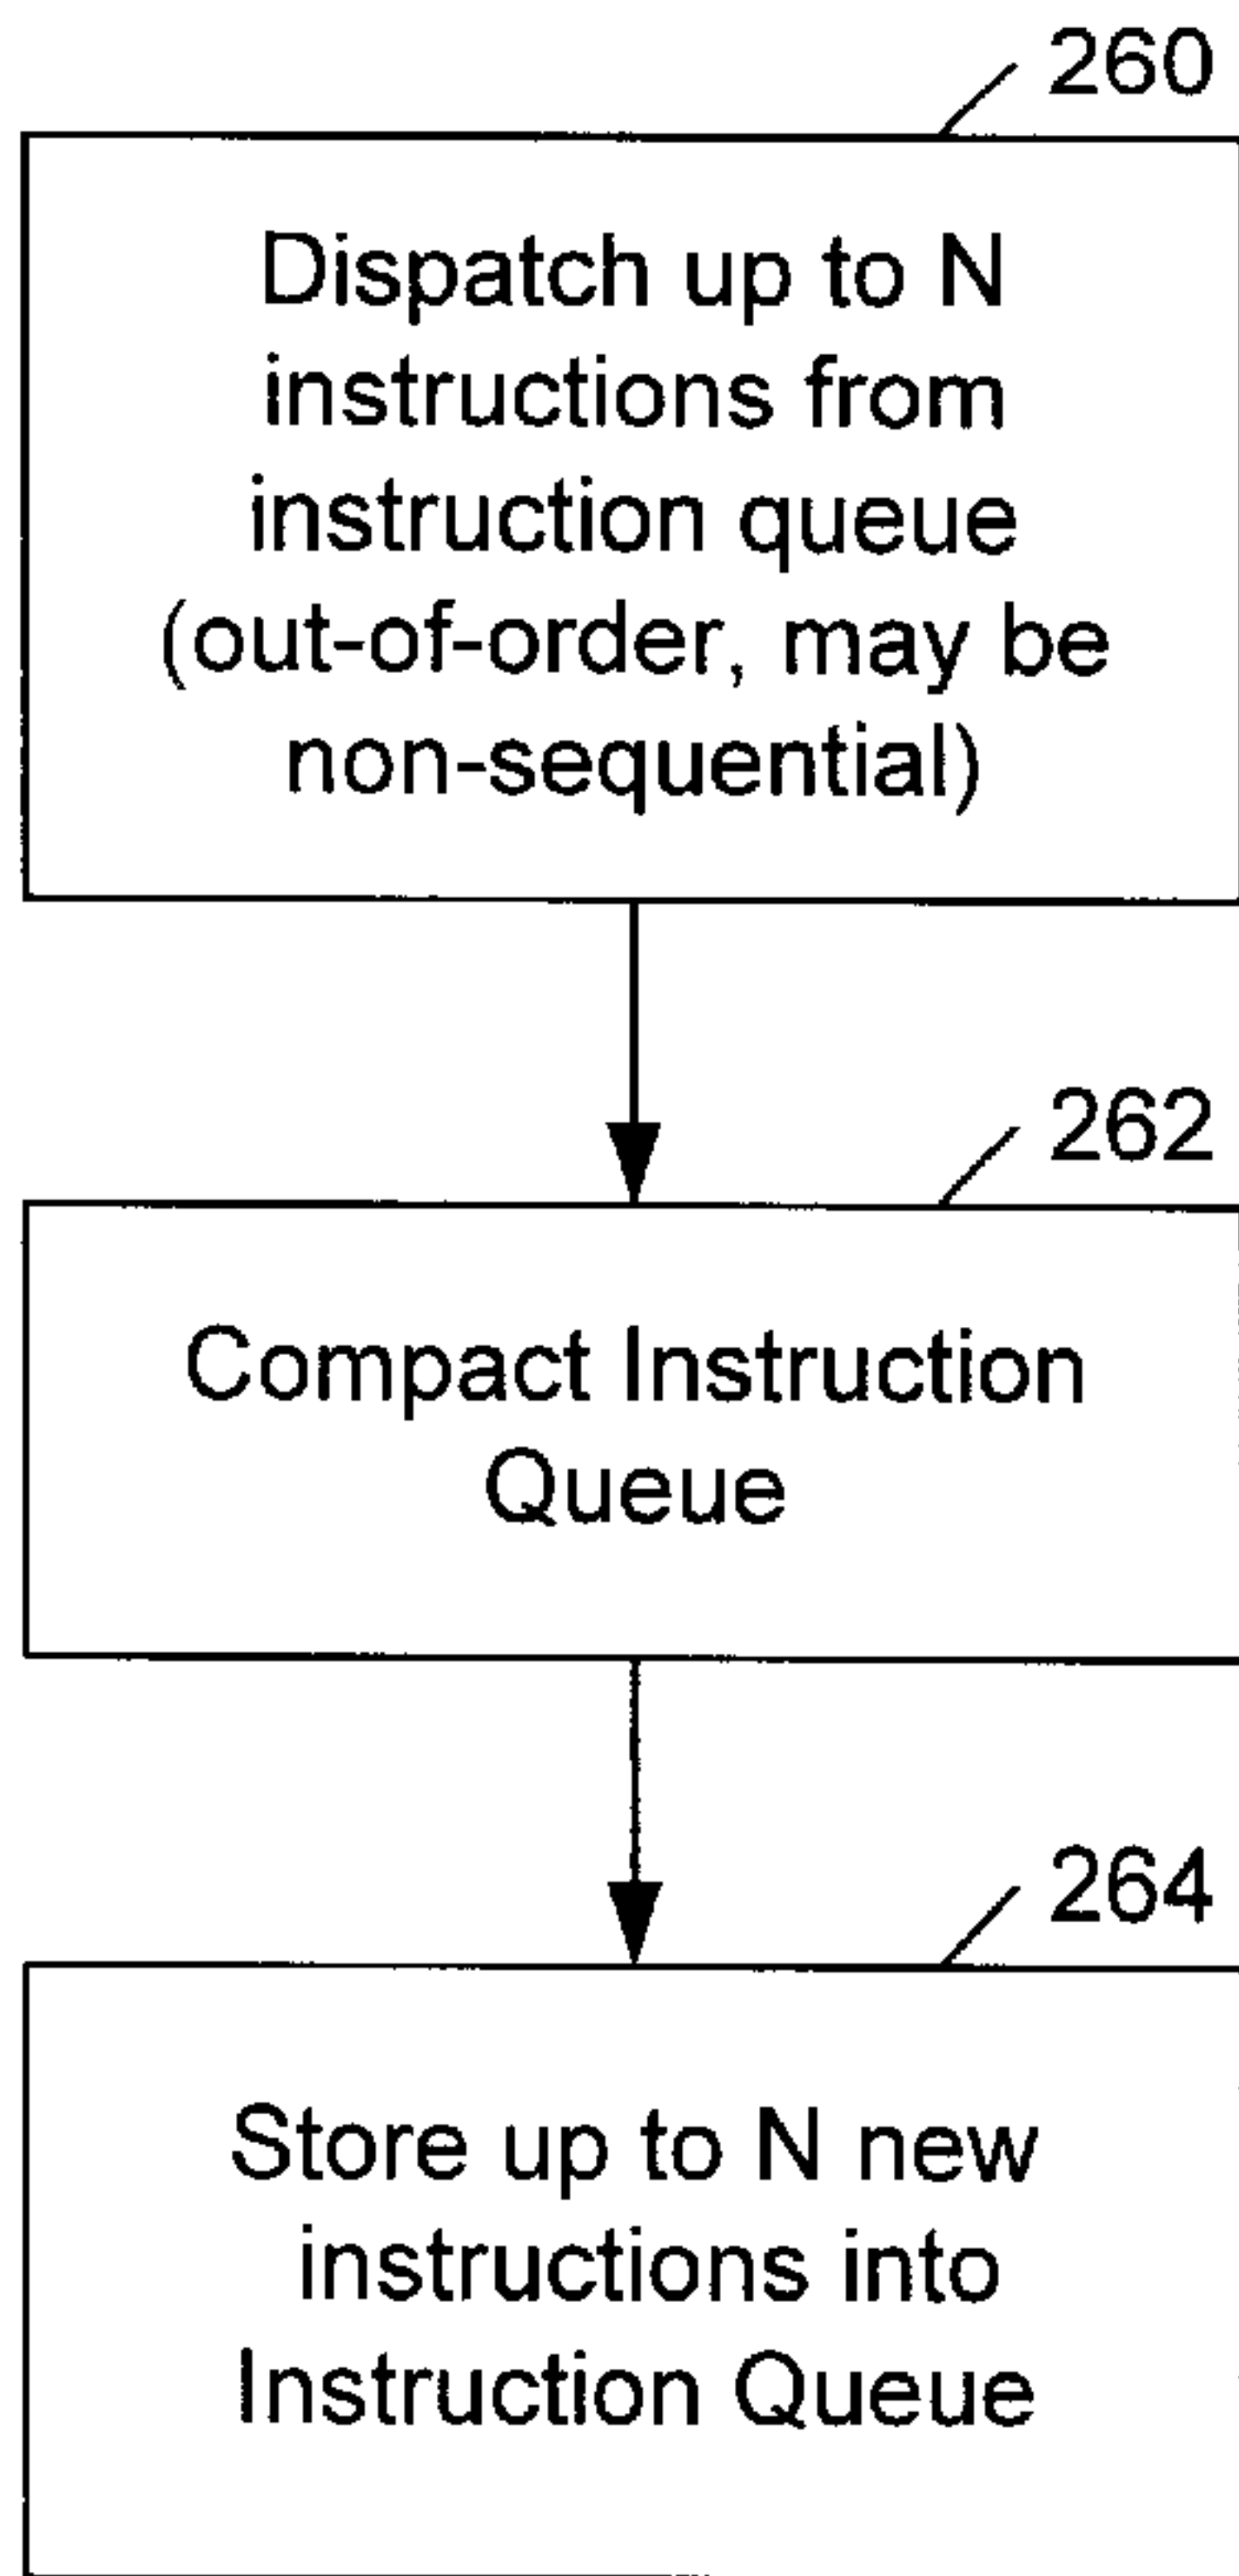 260
Dispatch up to N
instructions from
instruction queue
(out-of-order, may be
non-sequential)
262
Compact Instruction
Queue
264
Store up to N new
instructions into
Instruction Queue